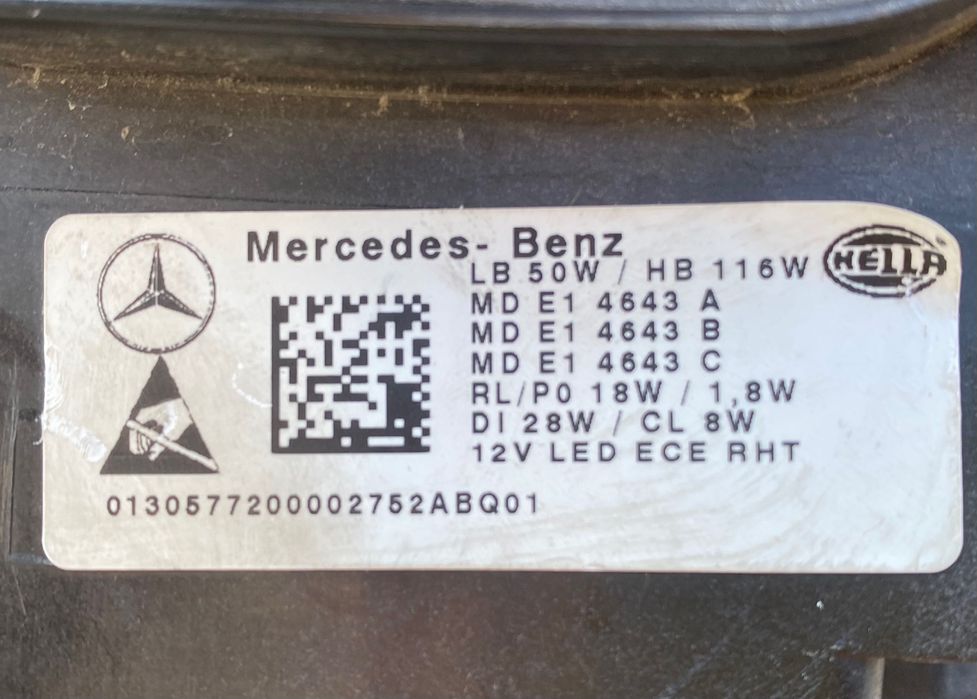 Mercedes- Benz
HELLA
LB 50W / HB 116W
MD E1 4643 A
MD E1 4643 B
MD E1 4643 C
RL/P0 18W / 1,8W
DI 28W / CL 8W
12V LED ECE RHT
0130577200002752ABQ01